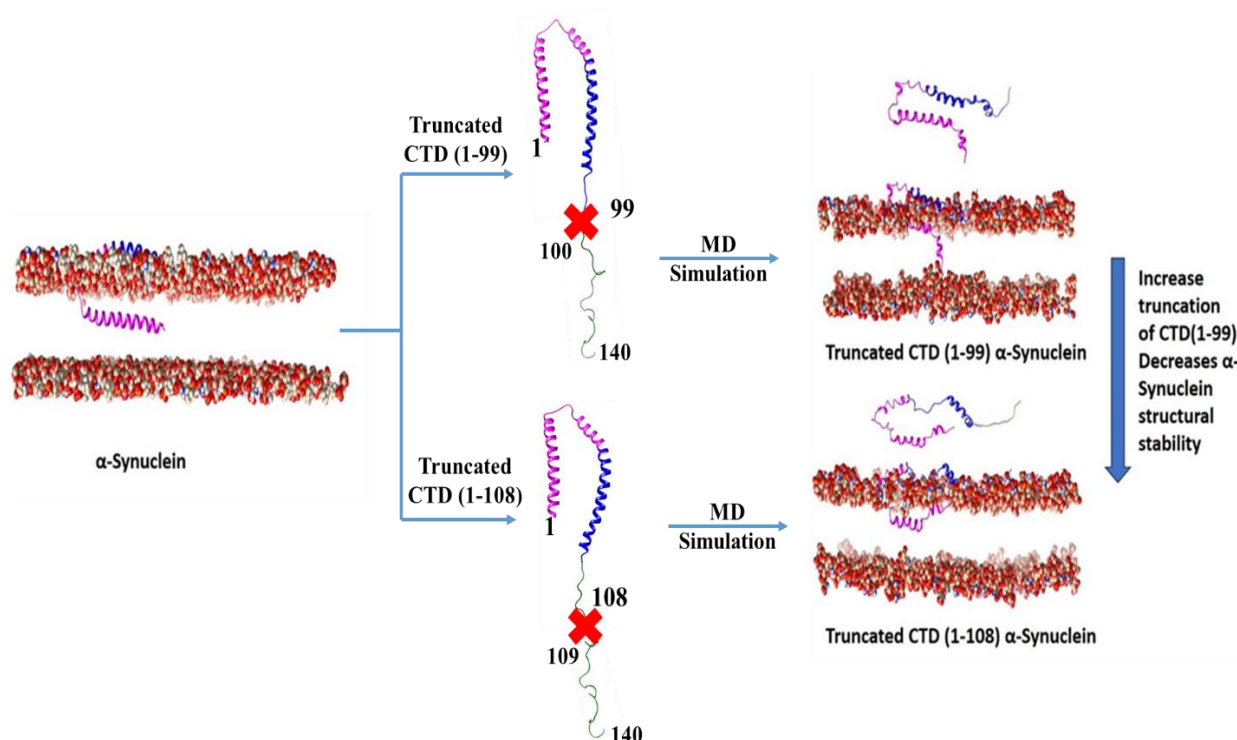 α-Synuclein
Truncated
CTD (1-99)
1
99
100
140
MD
Simulation
Truncated CTD (1-99) α-Synuclein
Truncated
CTD (1-108)
1
108
109
140
MD
Simulation
Truncated CTD (1-108) α-Synuclein
Increase
truncation
of CTD(1-99)
Decreases α-
Synuclein
structural
stability